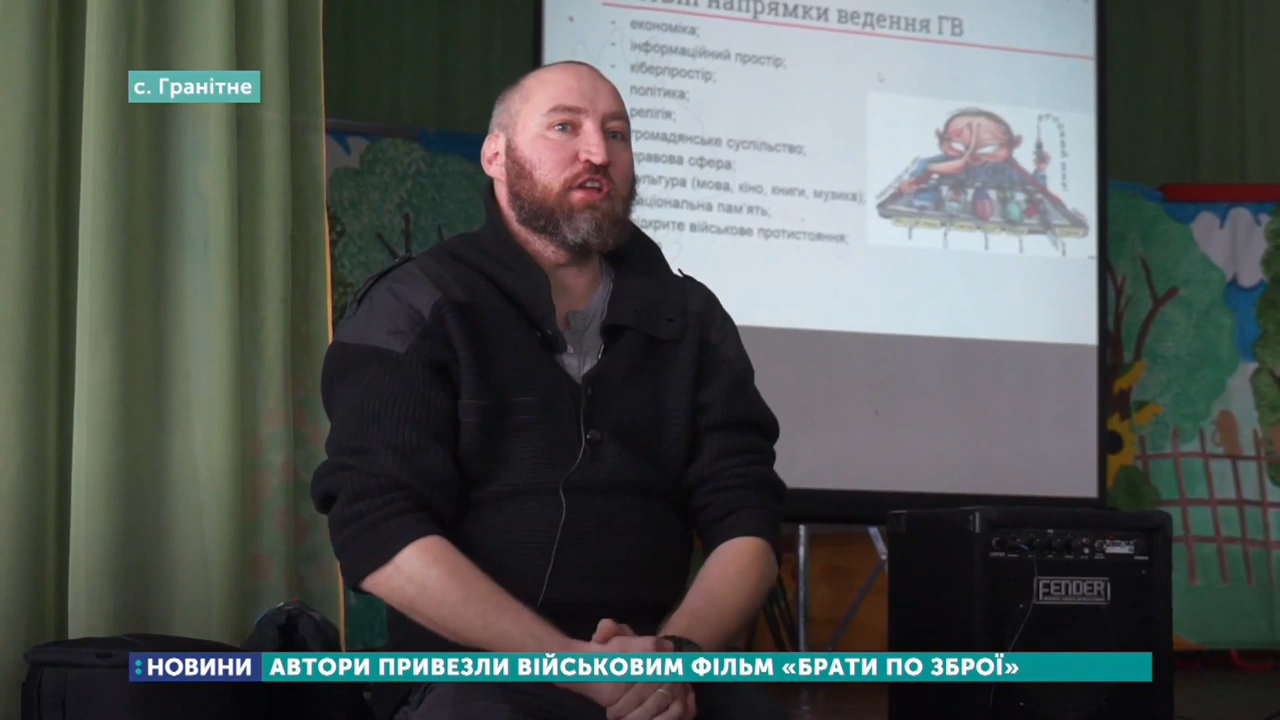 напрямки ведення ГВ
- економіка;
- інформаційний простір;
- кіберпростір;
політика;
релігія;
громадянське суспільство;
правова сфера;
культура (мова, кіно, книги, музика);
національна пам'ять;
відкрите військове протистояння;
с. Гранітне
FENDER
:НОВИНИ АВТОРИ ПРИВЕЗЛИ ВІЙСЬКОВИМ ФІЛЬМ «БРАТИ ПО ЗБРОЇ»